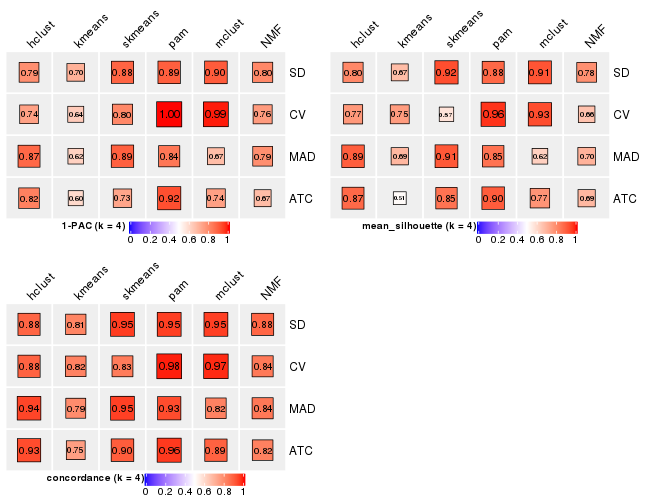 hclust kmeans skmeans pam mclust NMF
0.79 0.70 0.88 0.89 0.90 0.80 SD
0.74 0.64 0.80 1.00 0.99 0.76 CV
0.87 0.62 0.89 0.84 0.67 0.79 MAD
0.82 0.60 0.73 0.92 0.74 0.67 ATC
1-PAC (k = 4)
0 0.2 0.4 0.6 0.8 1
hclust kmeans skmeans pam mclust NMF
0.80 0.67 0.92 0.88 0.91 0.78 SD
0.77 0.75 0.57 0.96 0.93 0.66 CV
0.89 0.69 0.91 0.85 0.62 0.70 MAD
0.87 0.51 0.85 0.90 0.77 0.69 ATC
mean_silhouette (k = 4)
0 0.2 0.4 0.6 0.8 1
hclust kmeans skmeans pam mclust NMF
0.88 0.81 0.95 0.95 0.95 0.88 SD
0.88 0.82 0.83 0.98 0.97 0.84 CV
0.94 0.79 0.95 0.93 0.82 0.84 MAD
0.93 0.75 0.90 0.96 0.89 0.82 ATC
concordance (k = 4)
0 0.2 0.4 0.6 0.8 1